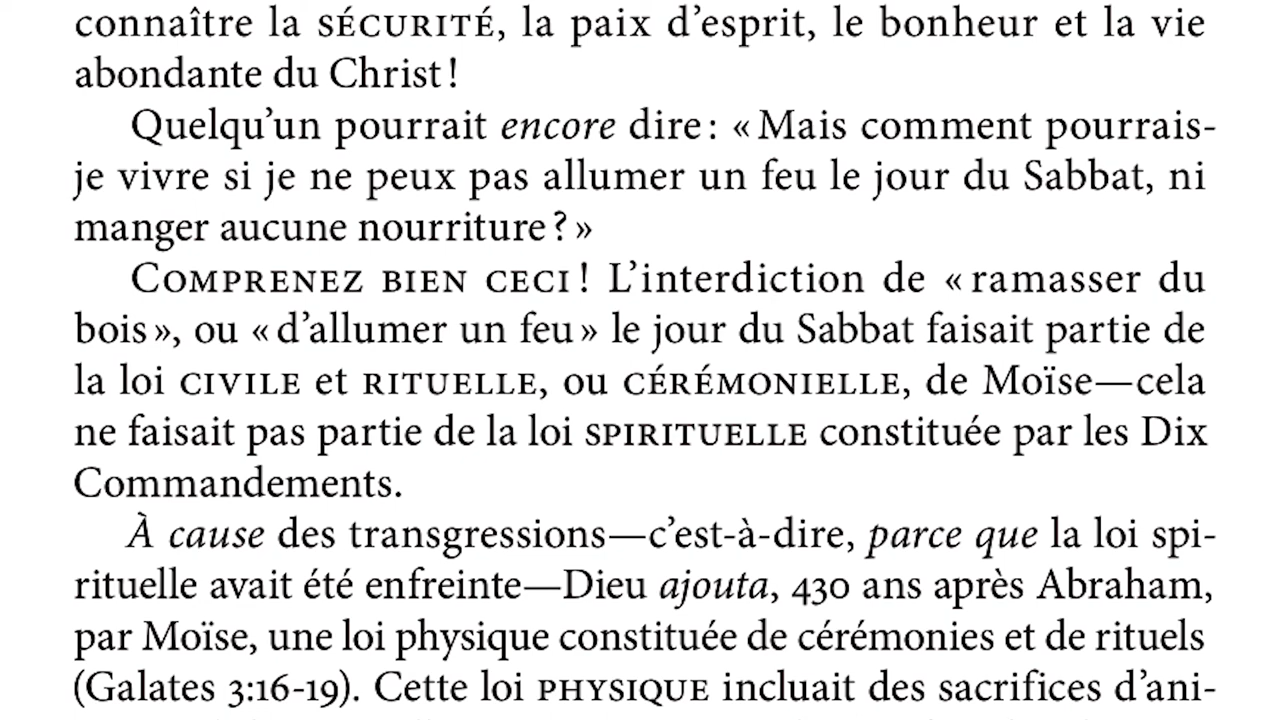 connaître la SÉCURITÉ, la paix d’esprit, le bonheur et la vie
abondante du Christ !
Quelqu’un pourrait encore dire : « Mais comment pourrais-
je vivre si je ne peux pas allumer un feu le jour du Sabbat, ni
manger aucune nourriture ? »
COMPRENEZ BIEN CECI ! L’interdiction de « ramasser du
bois », ou « d’allumer un feu » le jour du Sabbat faisait partie de
la loi CIVILE et RITUELLE, ou CÉRÉMONIELLE, de Moïse—cela
ne faisait pas partie de la loi SPIRITUELLE constituée par les Dix
Commandements.
À cause des transgressions—c’est-à-dire, parce que la loi spi-
rituelle avait été enfreinte—Dieu ajouta, 430 ans après Abraham,
par Moïse, une loi physique constituée de cérémonies et de rituels
(Galates 3:16-19). Cette loi PHYSIQUE incluait des sacrifices d’ani-